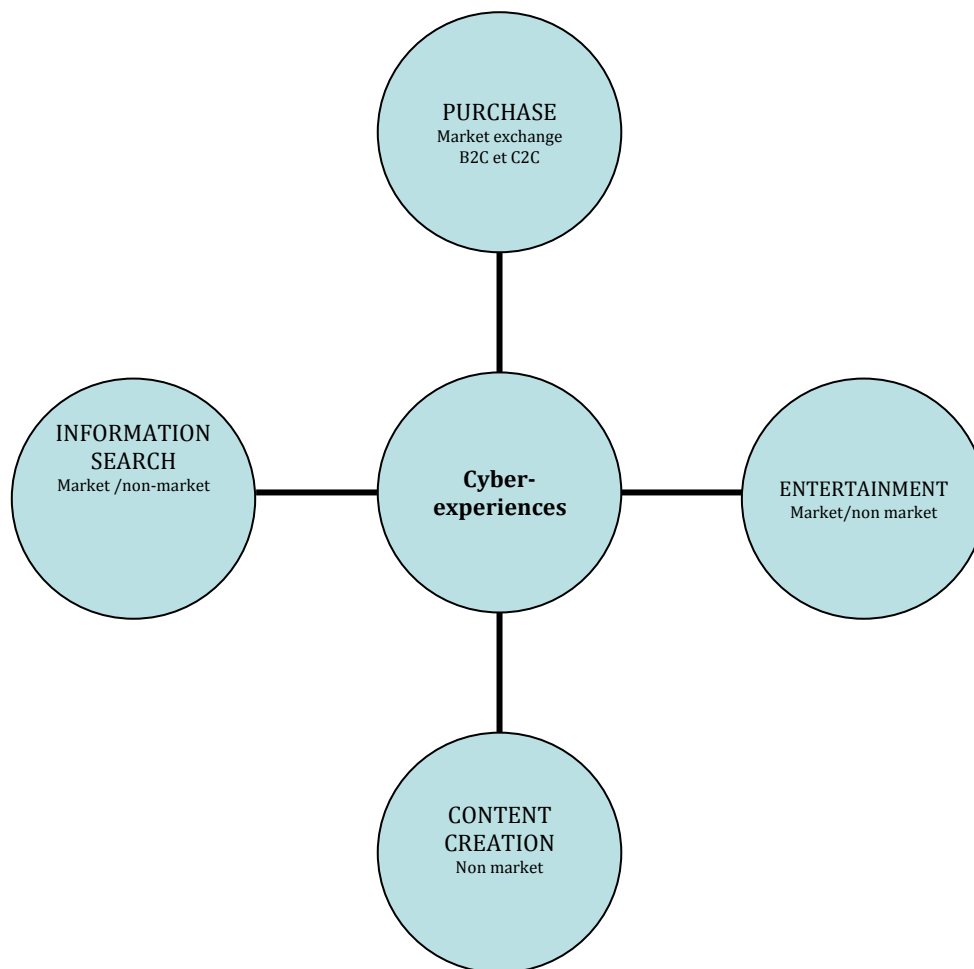 PURCHASE
Market exchange
B2C et C2C
INFORMATION
SEARCH
Market /non-market
Cyber-
experiences
ENTERTAINMENT
Market/non market
CONTENT
CREATION
Non market